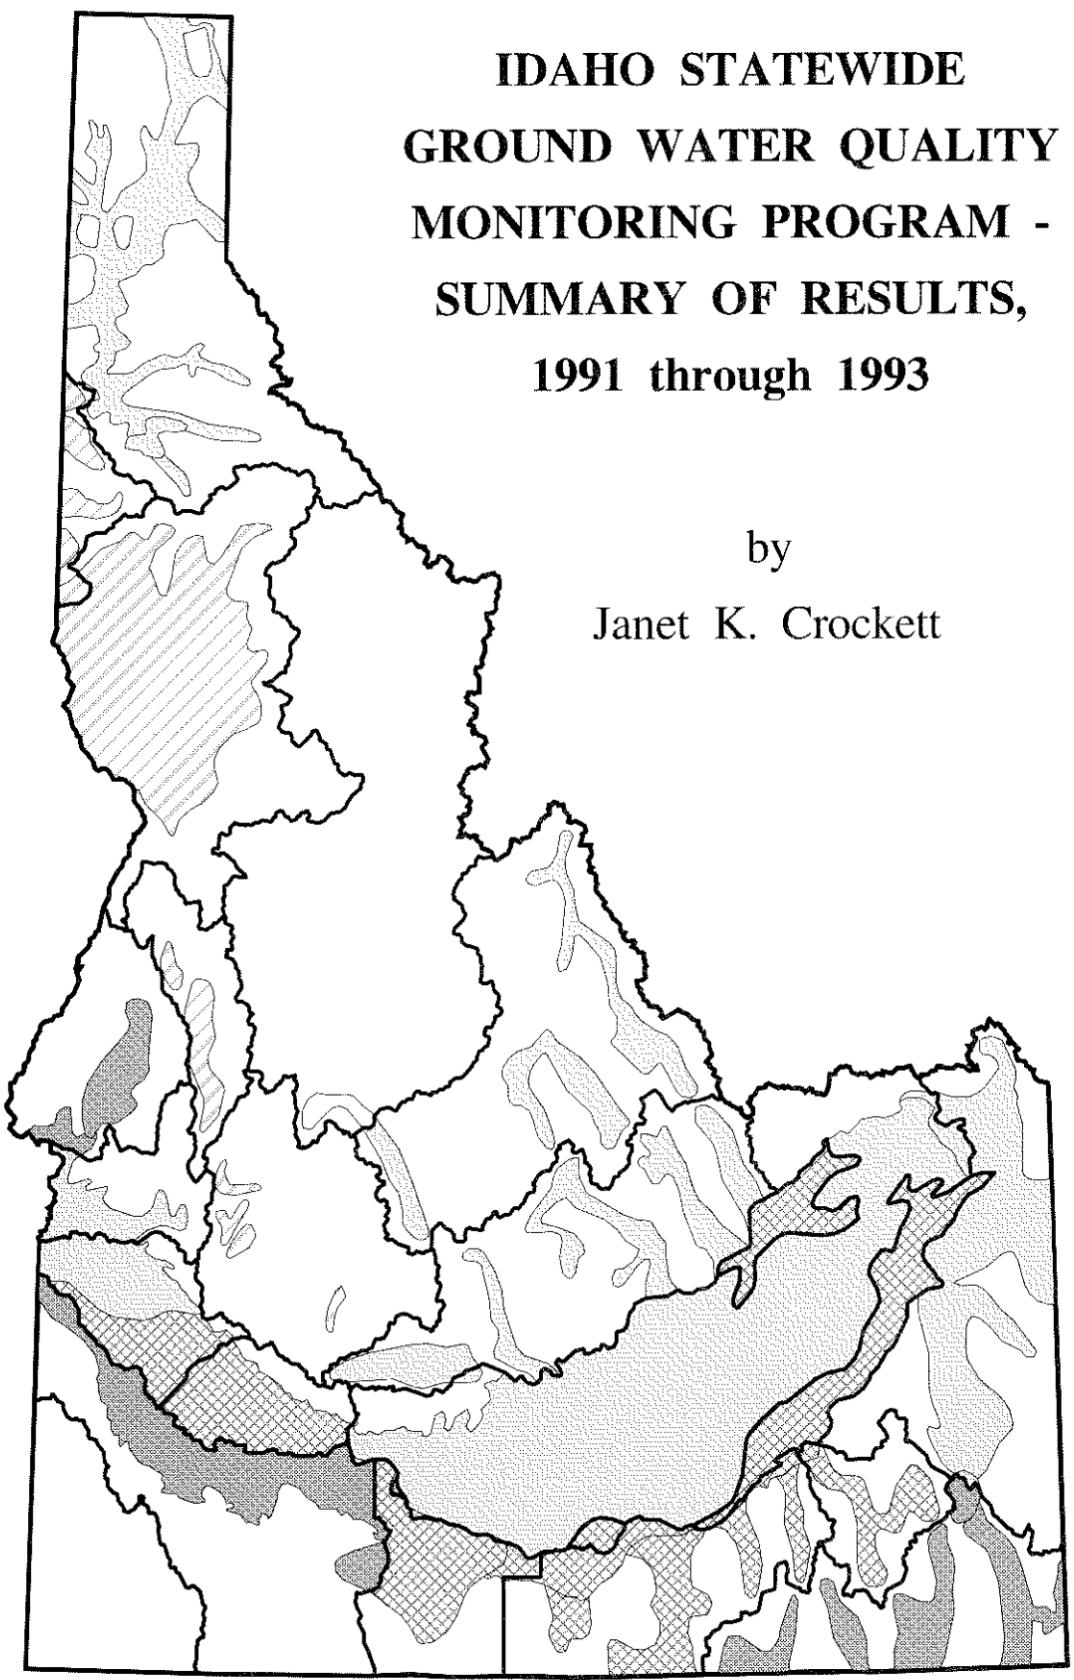 IDAHO STATEWIDE
GROUND WATER QUALITY
MONITORING PROGRAM -
SUMMARY OF RESULTS,
1991 through 1993
by
Janet K. Crockett